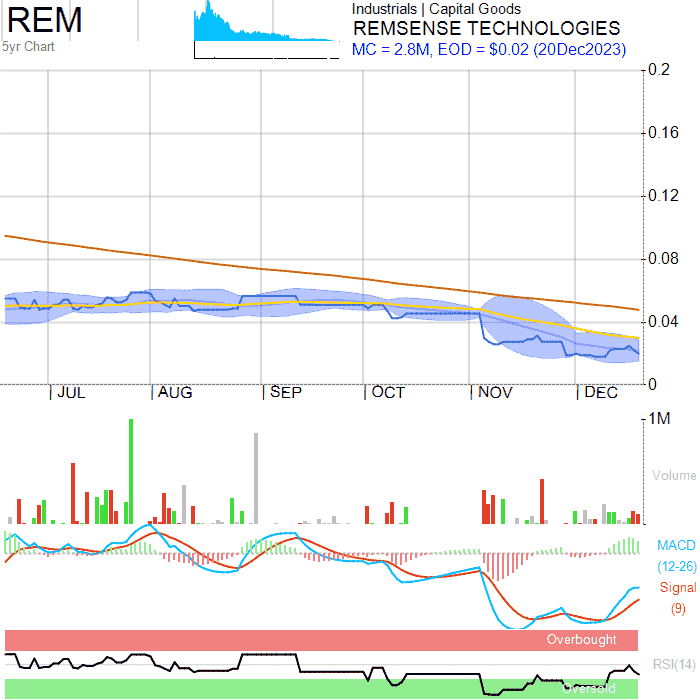 REM
5yr Chart
Industrials | Capital Goods
REMSENSE TECHNOLOGIES
MC = 2.8M, EOD = $0.02 (20Dec2023)
0.2
0.16
0.12
0.08
0.04
0
JUL AUG SEP OCT NOV DEC
1M
Volume
MACD
(12-26)
Signal
(9)
Overbought
RSI(14)
Oversold